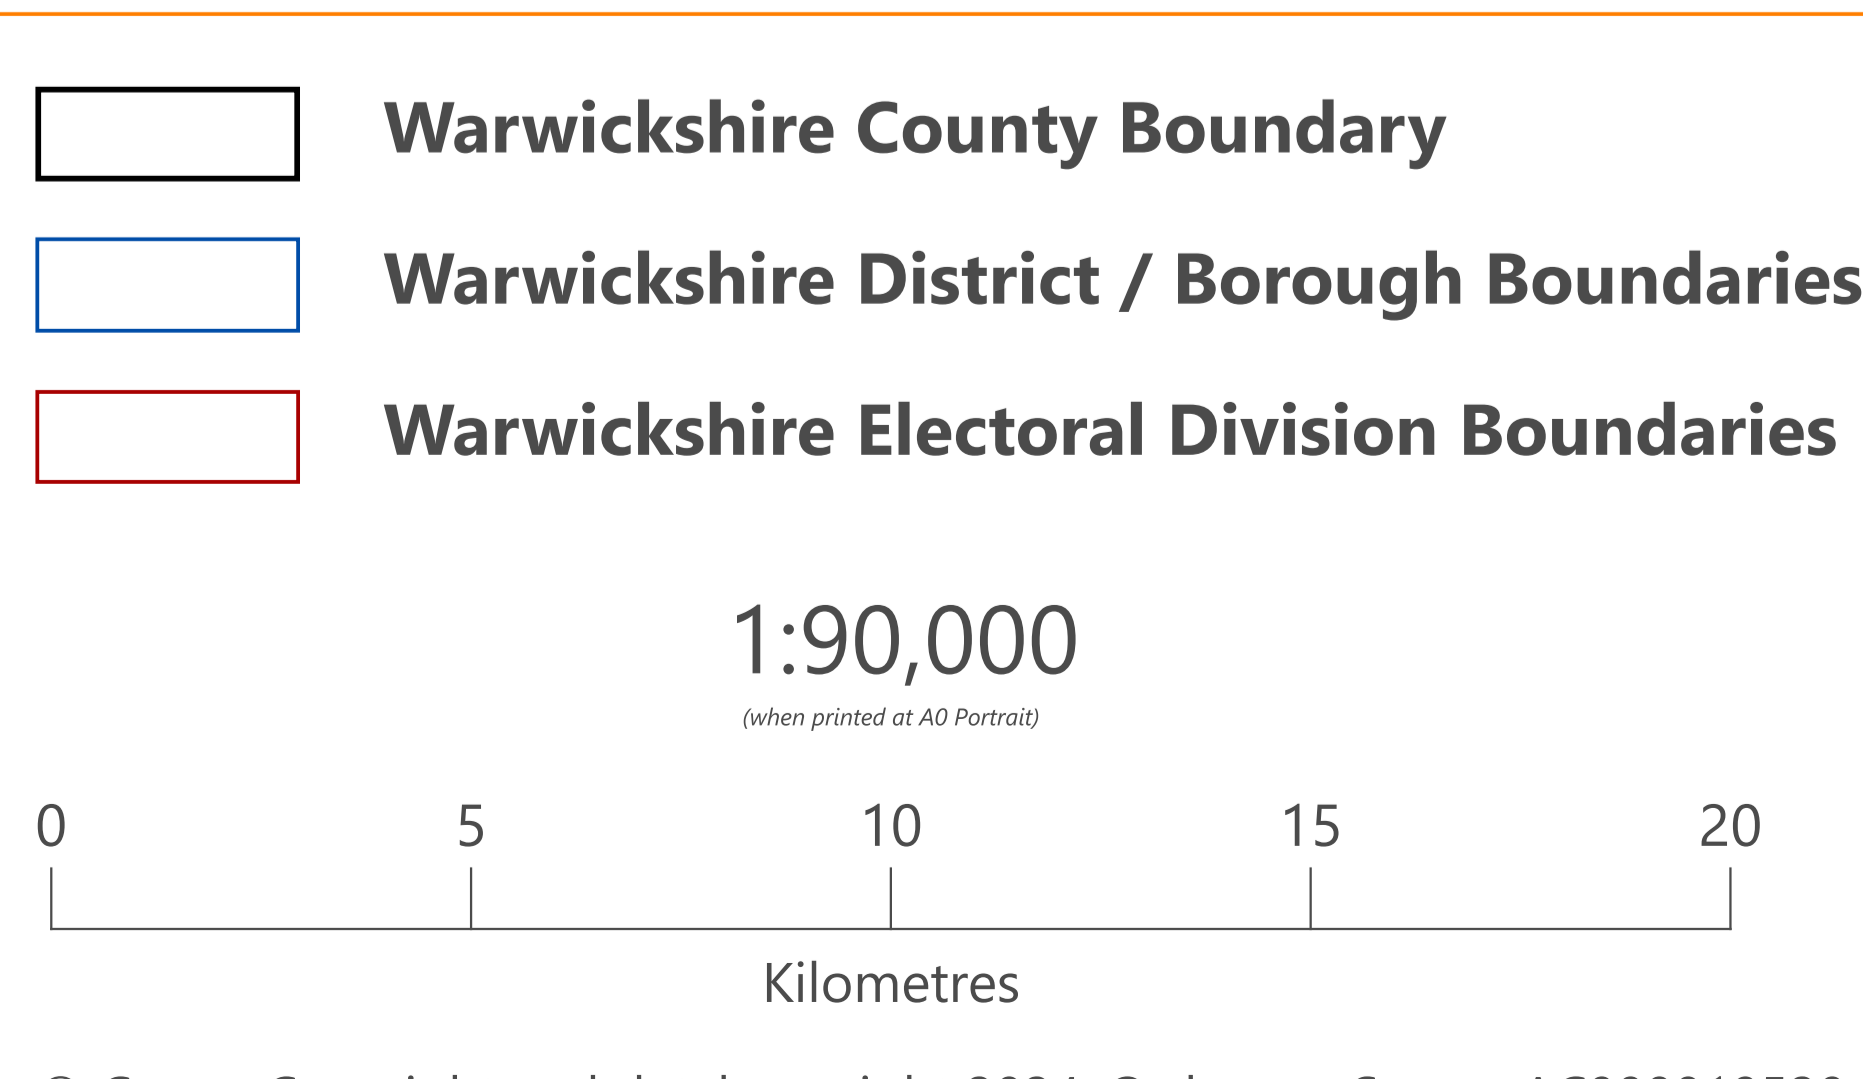 Warwickshire County Boundary
Warwickshire District / Borough Boundaries
Warwickshire Electoral Division Boundaries
1:90,000
(when printed at A0 Portrait)
0 5 10 15 20
Kilometres